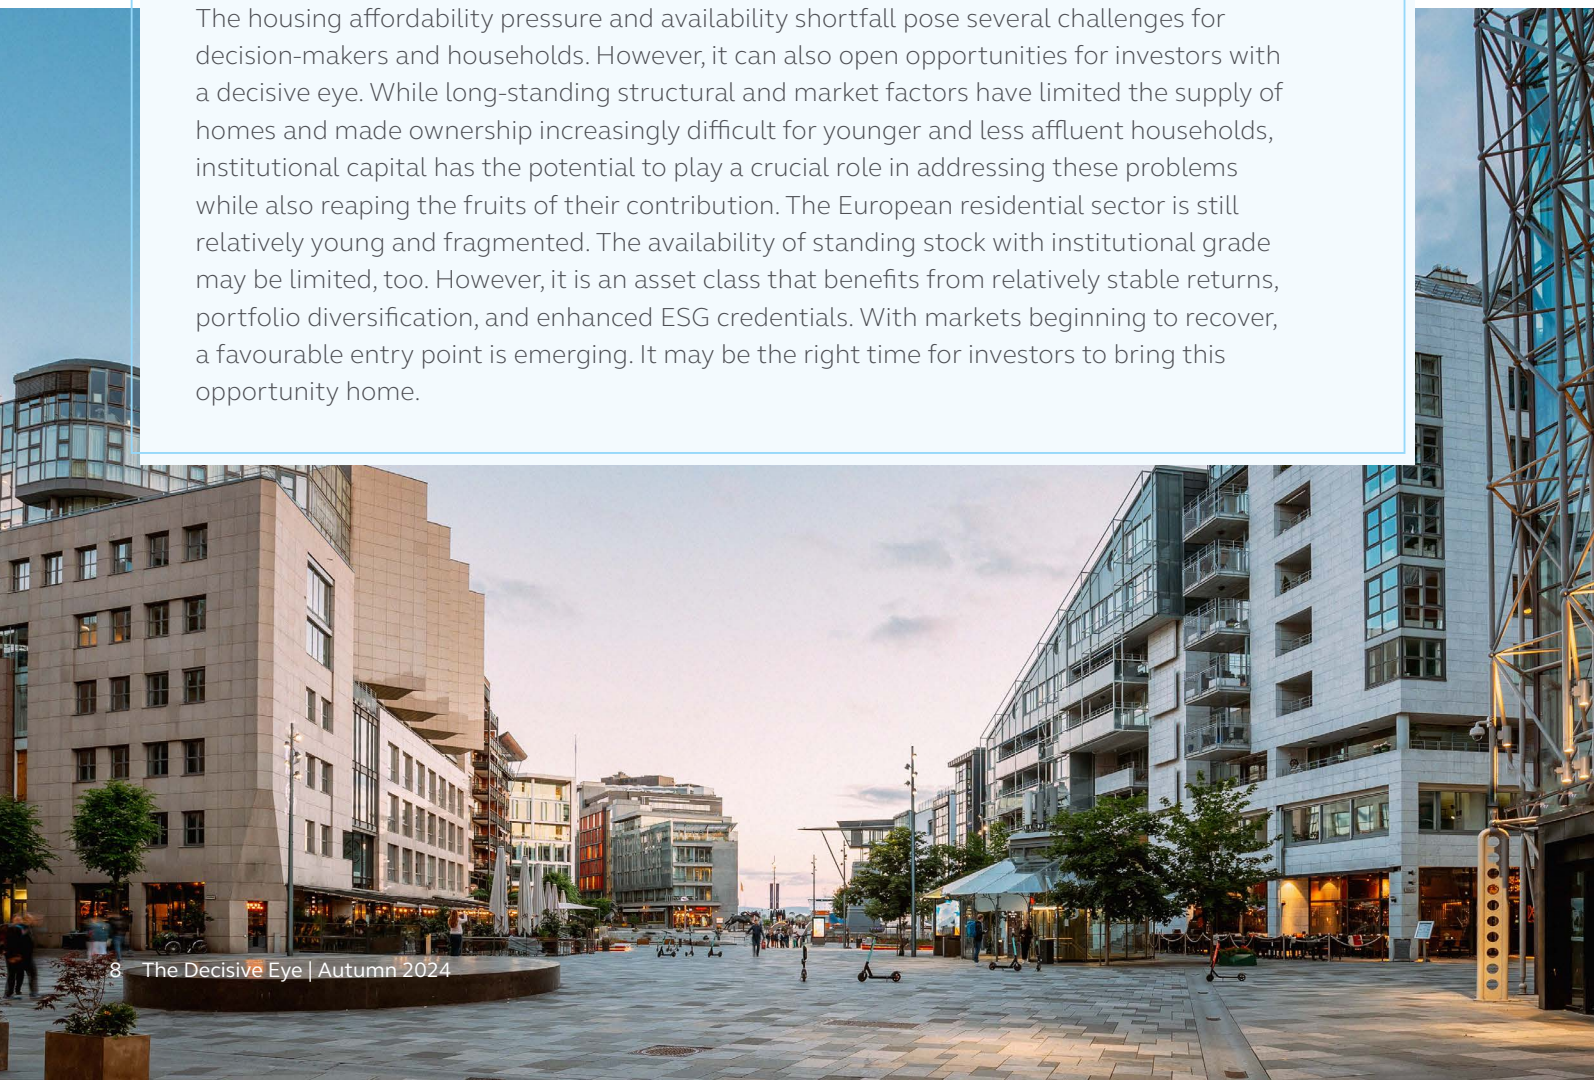 The housing affordability pressure and availability shortfall pose several challenges for
decision-makers and households. However, it can also open opportunities for investors with
a decisive eye. While long-standing structural and market factors have limited the supply of
homes and made ownership increasingly difficult for younger and less affluent households,
institutional capital has the potential to play a crucial role in addressing these problems
while also reaping the fruits of their contribution. The European residential sector is still
relatively young and fragmented. The availability of standing stock with institutional grade
may be limited, too. However, it is an asset class that benefits from relatively stable returns,
portfolio diversification, and enhanced ESG credentials. With markets beginning to recover,
a favourable entry point is emerging. It may be the right time for investors to bring this
opportunity home.
8 The Decisive Eye | Autumn 2024